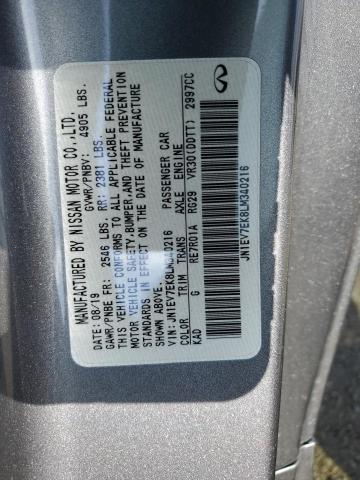 MANUFACTURED BY NISSAN MOTOR CO.,LTD.
DATE 08/19 GVWR/PNBV: 4905 LBS.
GAWR/PNBE FR: 2546 LBS. RR: 2381 LBS.
THIS VEHICLE CONFORMS TO ALL APPLICABLE FEDERAL
MOTOR VEHICLE SAFETY,BUMPER,AND THEFT PREVENTION
STANDARDS IN EFFECT ON THE DATE OF MANUFACTURE
SHOWN ABOVE.
VIN: JN1EV7EK8LM340216 PASSENGER CAR
COLOR TRIM TRANS AXLE ENGINE
KAD G RE7R01A RG29 VR30(DDTT) 2997CC
JN1EV7EK8LM340216